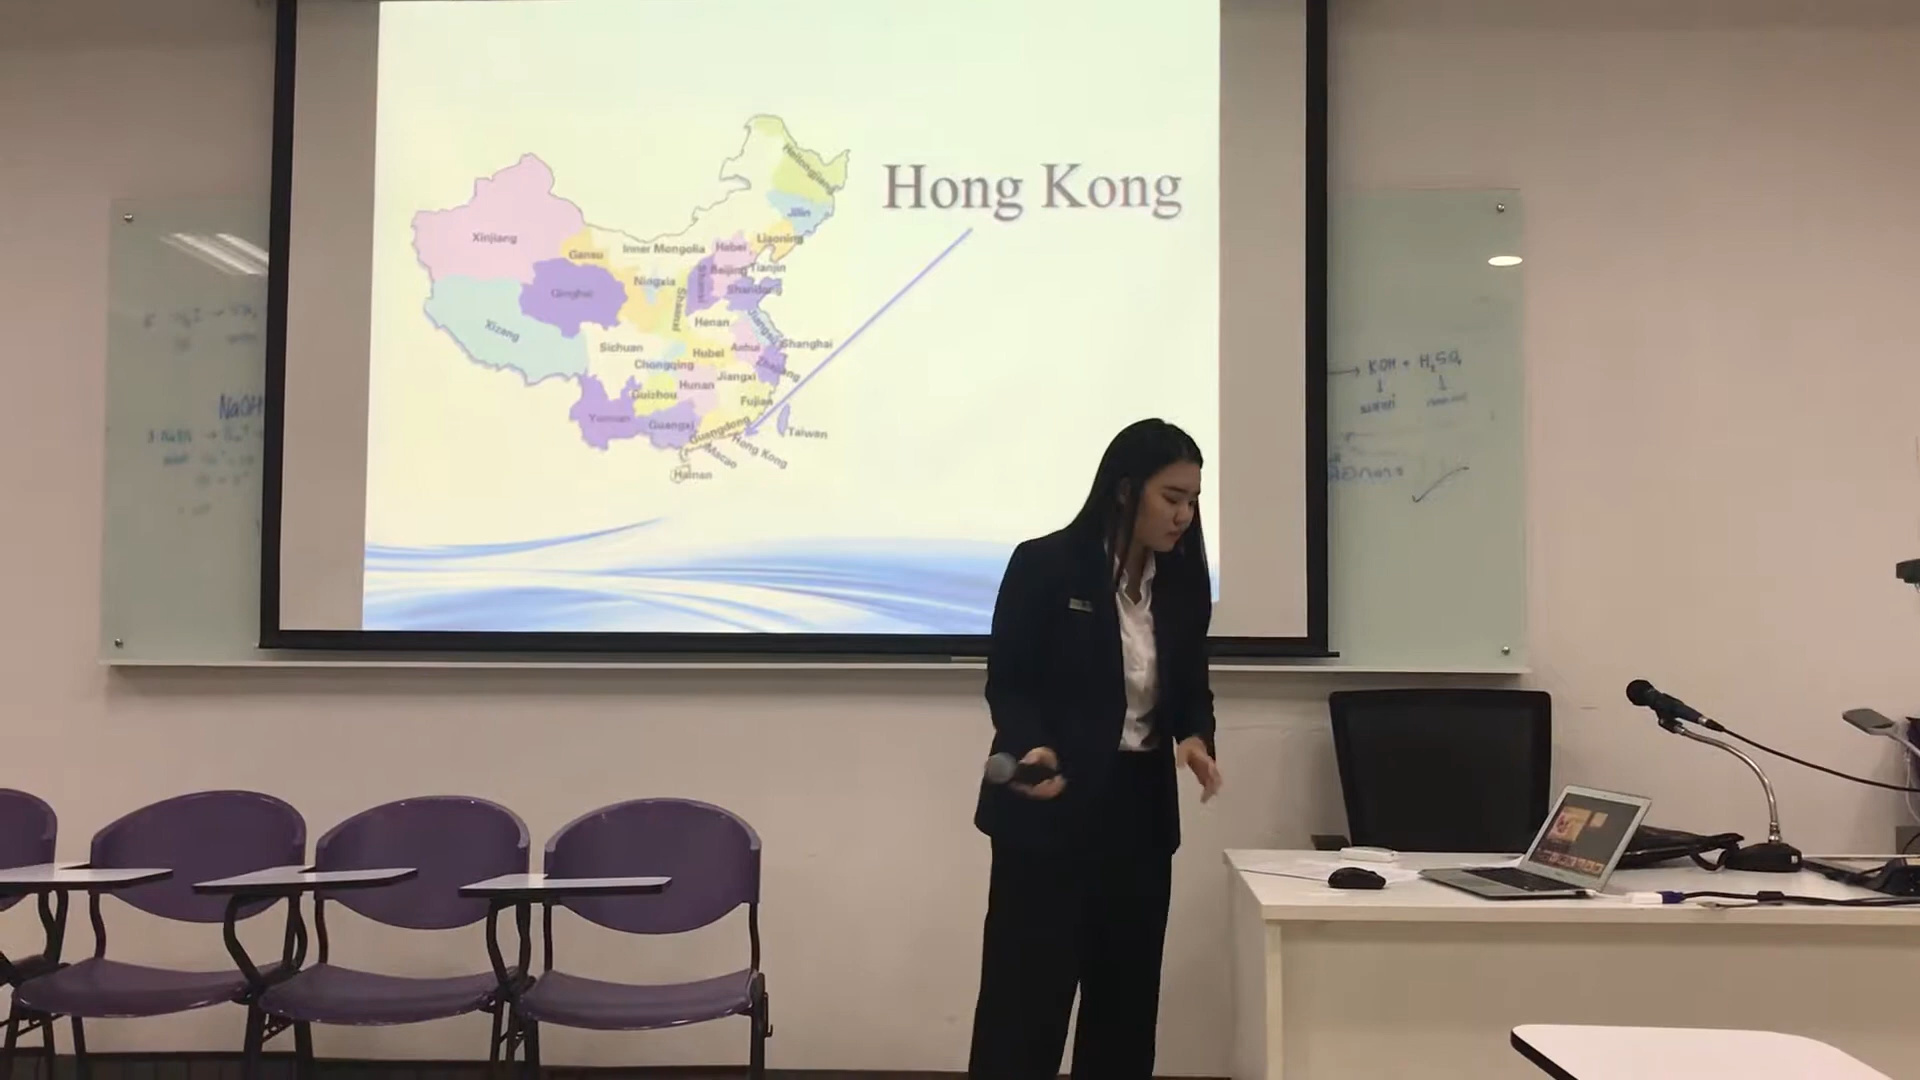 Hong Kong
Heilongjiang
Jilin
Xinjiang
Liaoning
Inner Mongolia
Hebei
Gansu
Beijing
Tianjin
Ningxia
Shanxi
Qinghai
Shandong
Shaanxi
Henan
Jiangsu
Xizang
Sichuan
Anhui
Shanghai
Hubei
Chongqing
Zhejiang
Jiangxi
Hunan
Guizhou
Fujian
Yunnan
Guangxi
Guangdong
Taiwan
Hong Kong
Macao
Hainan
NaOH
KOH + H₂SO₄